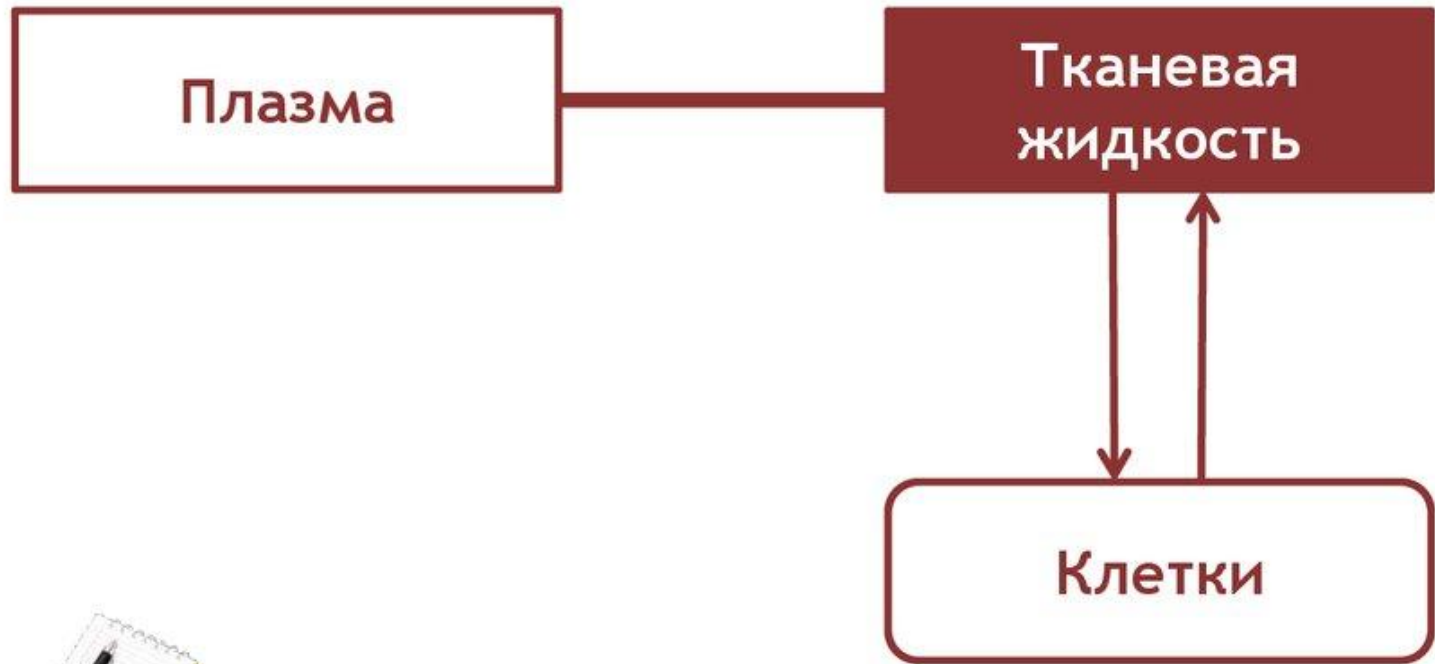 Плазма
Тканевая
жидкость
Клетки